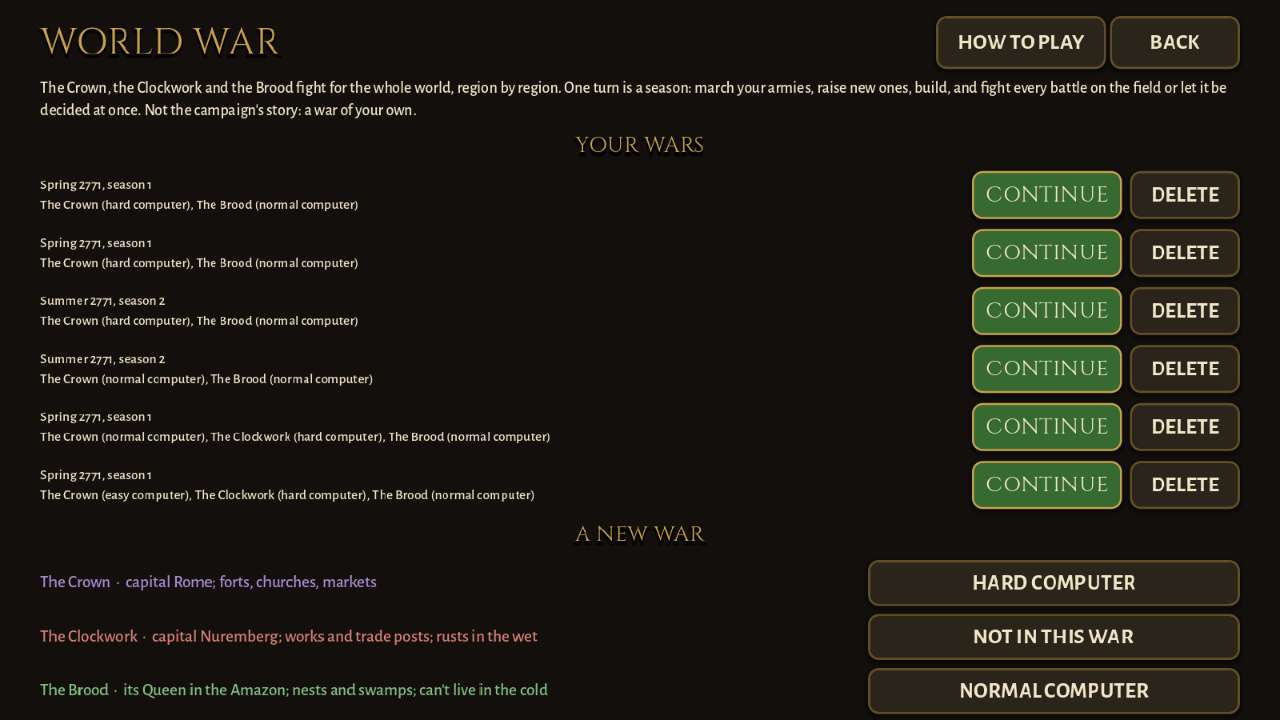 WORLD WAR
HOW TO PLAY
BACK
The Crown, the Clockwork and the Brood fight for the whole world, region by region. One turn is a season: march your armies, raise new ones, build, and fight every battle on the field or let it be
decided at once. Not the campaign's story: a war of your own.
YOUR WARS
Spring 2771, season 1
The Crown (hard computer), The Brood (normal computer)
CONTINUE
DELETE
Spring 2771, season 1
The Crown (hard computer), The Brood (normal computer)
CONTINUE
DELETE
Summer 2771, season 2
The Crown (hard computer), The Brood (normal computer)
CONTINUE
DELETE
Summer 2771, season 2
The Crown (normal computer), The Brood (normal computer)
CONTINUE
DELETE
Spring 2771, season 1
The Crown (normal computer), The Clockwork (hard computer), The Brood (normal computer)
CONTINUE
DELETE
Spring 2771, season 1
The Crown (easy computer), The Clockwork (hard computer), The Brood (normal computer)
CONTINUE
DELETE
A NEW WAR
The Crown · capital Rome; forts, churches, markets
HARD COMPUTER
The Clockwork · capital Nuremberg; works and trade posts; rusts in the wet
NOT IN THIS WAR
The Brood · its Queen in the Amazon; nests and swamps; can't live in the cold
NORMAL COMPUTER